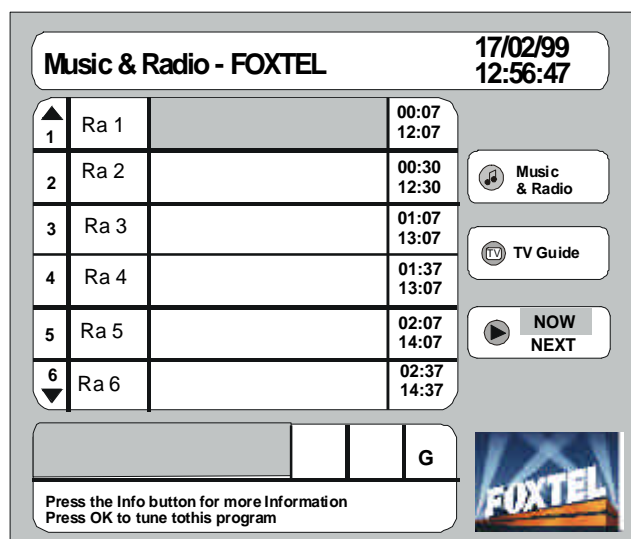 Music & Radio - FOXTEL
17/02/99
12:56:47
1 Ra 1 00:07
12:07
2 Ra 2 00:30
12:30
3 Ra 3 01:07
13:07
4 Ra 4 01:37
13:07
5 Ra 5 02:07
14:07
6 Ra 6 02:37
14:37
Music
& Radio
TV TV Guide
NOW
NEXT
G
Press the Info button for more Information
Press OK to tune tothis program
FOXTEL